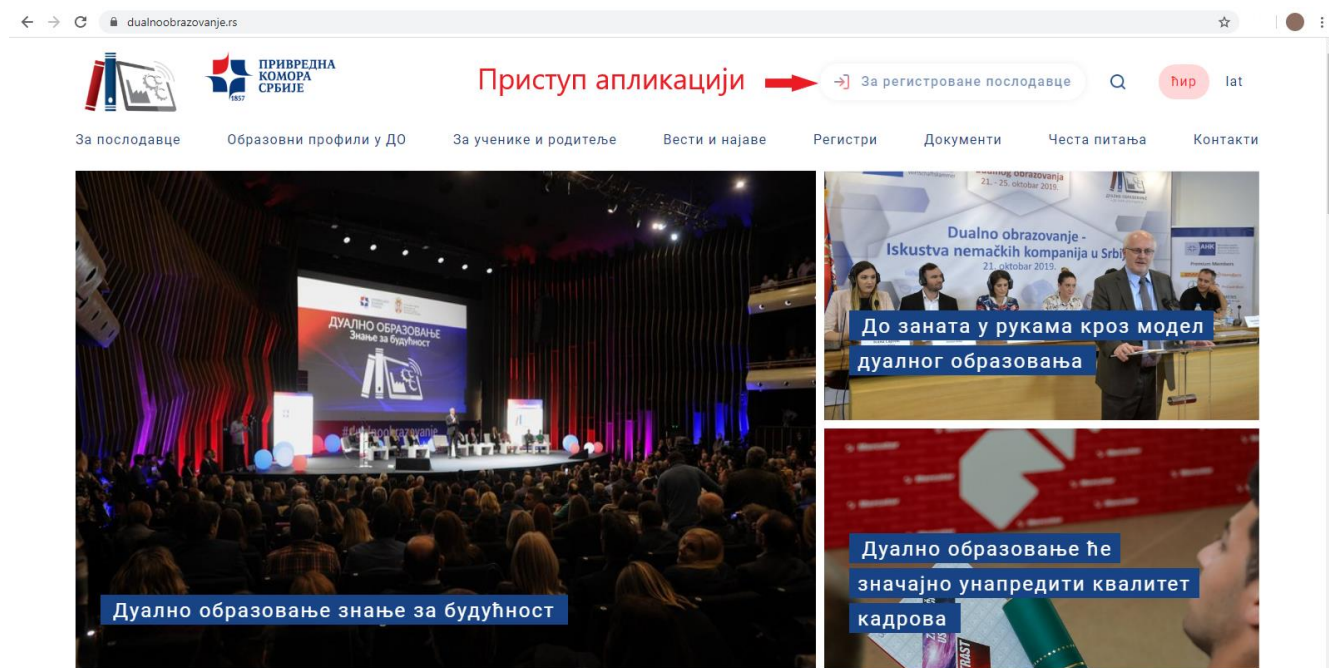 dualnoobrazovanje.rs
ПРИВРЕДНА
КОМОРА
СРБИЈЕ
1857
Приступ апликацији
За регистроване послодавце
ћир lat
За послодавце Образовни профили у ДО За ученике и родитеље Вести и најаве Регистри Документи Честа питања Контакти
ДУАЛНО ОБРАЗОВАЊЕ
Знање за будућност
#dualnoobrazovanje
Дуално образовање знање за будућност
dualnog obrazovanja
21. - 25. oktobar 2019.
Dualno obrazovanje -
Iskustva nemačkih kompanija u Srbiji
21. oktobar 2019.
AHK
Premium Members
До заната у рукама кроз модел
дуалног образовања
Дуално образовање ће
значајно унапредити квалитет
кадрова